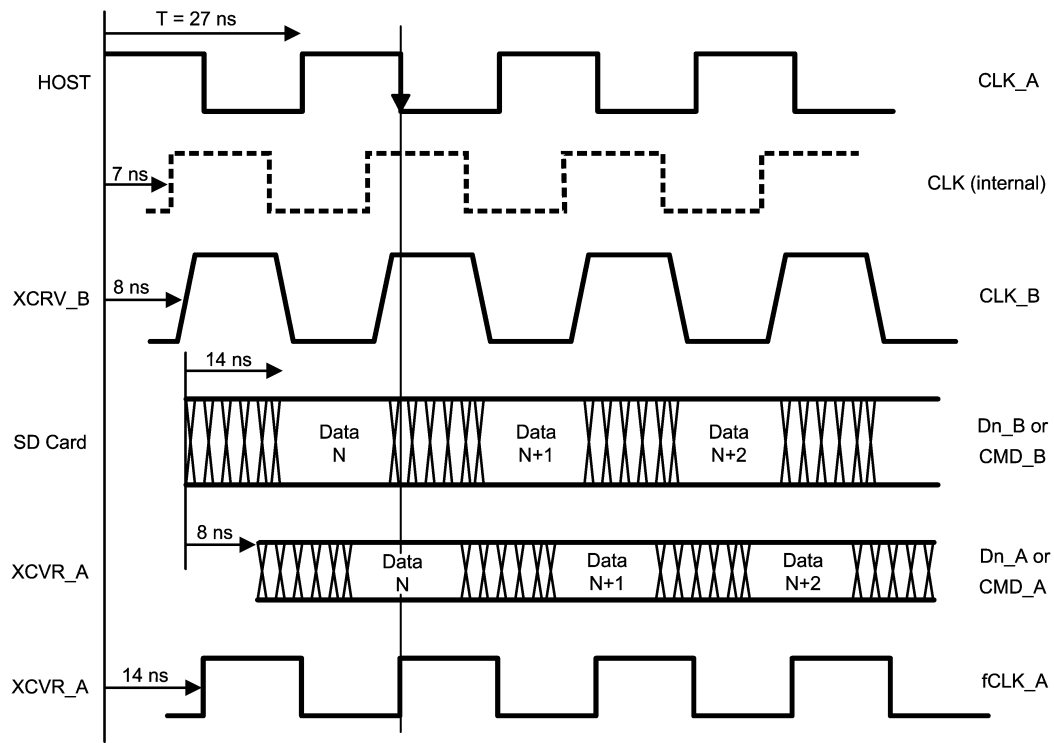 T = 27 ns
HOST
CLK_A
7 ns
CLK (internal)
XCRV_B
8 ns
CLK_B
14 ns
SD Card
Data
N
Data
N+1
Data
N+2
Dn_B or
CMD_B
8 ns
XCVR_A
Data
N
Data
N+1
Data
N+2
Dn_A or
CMD_A
XCVR_A
14 ns
fCLK_A